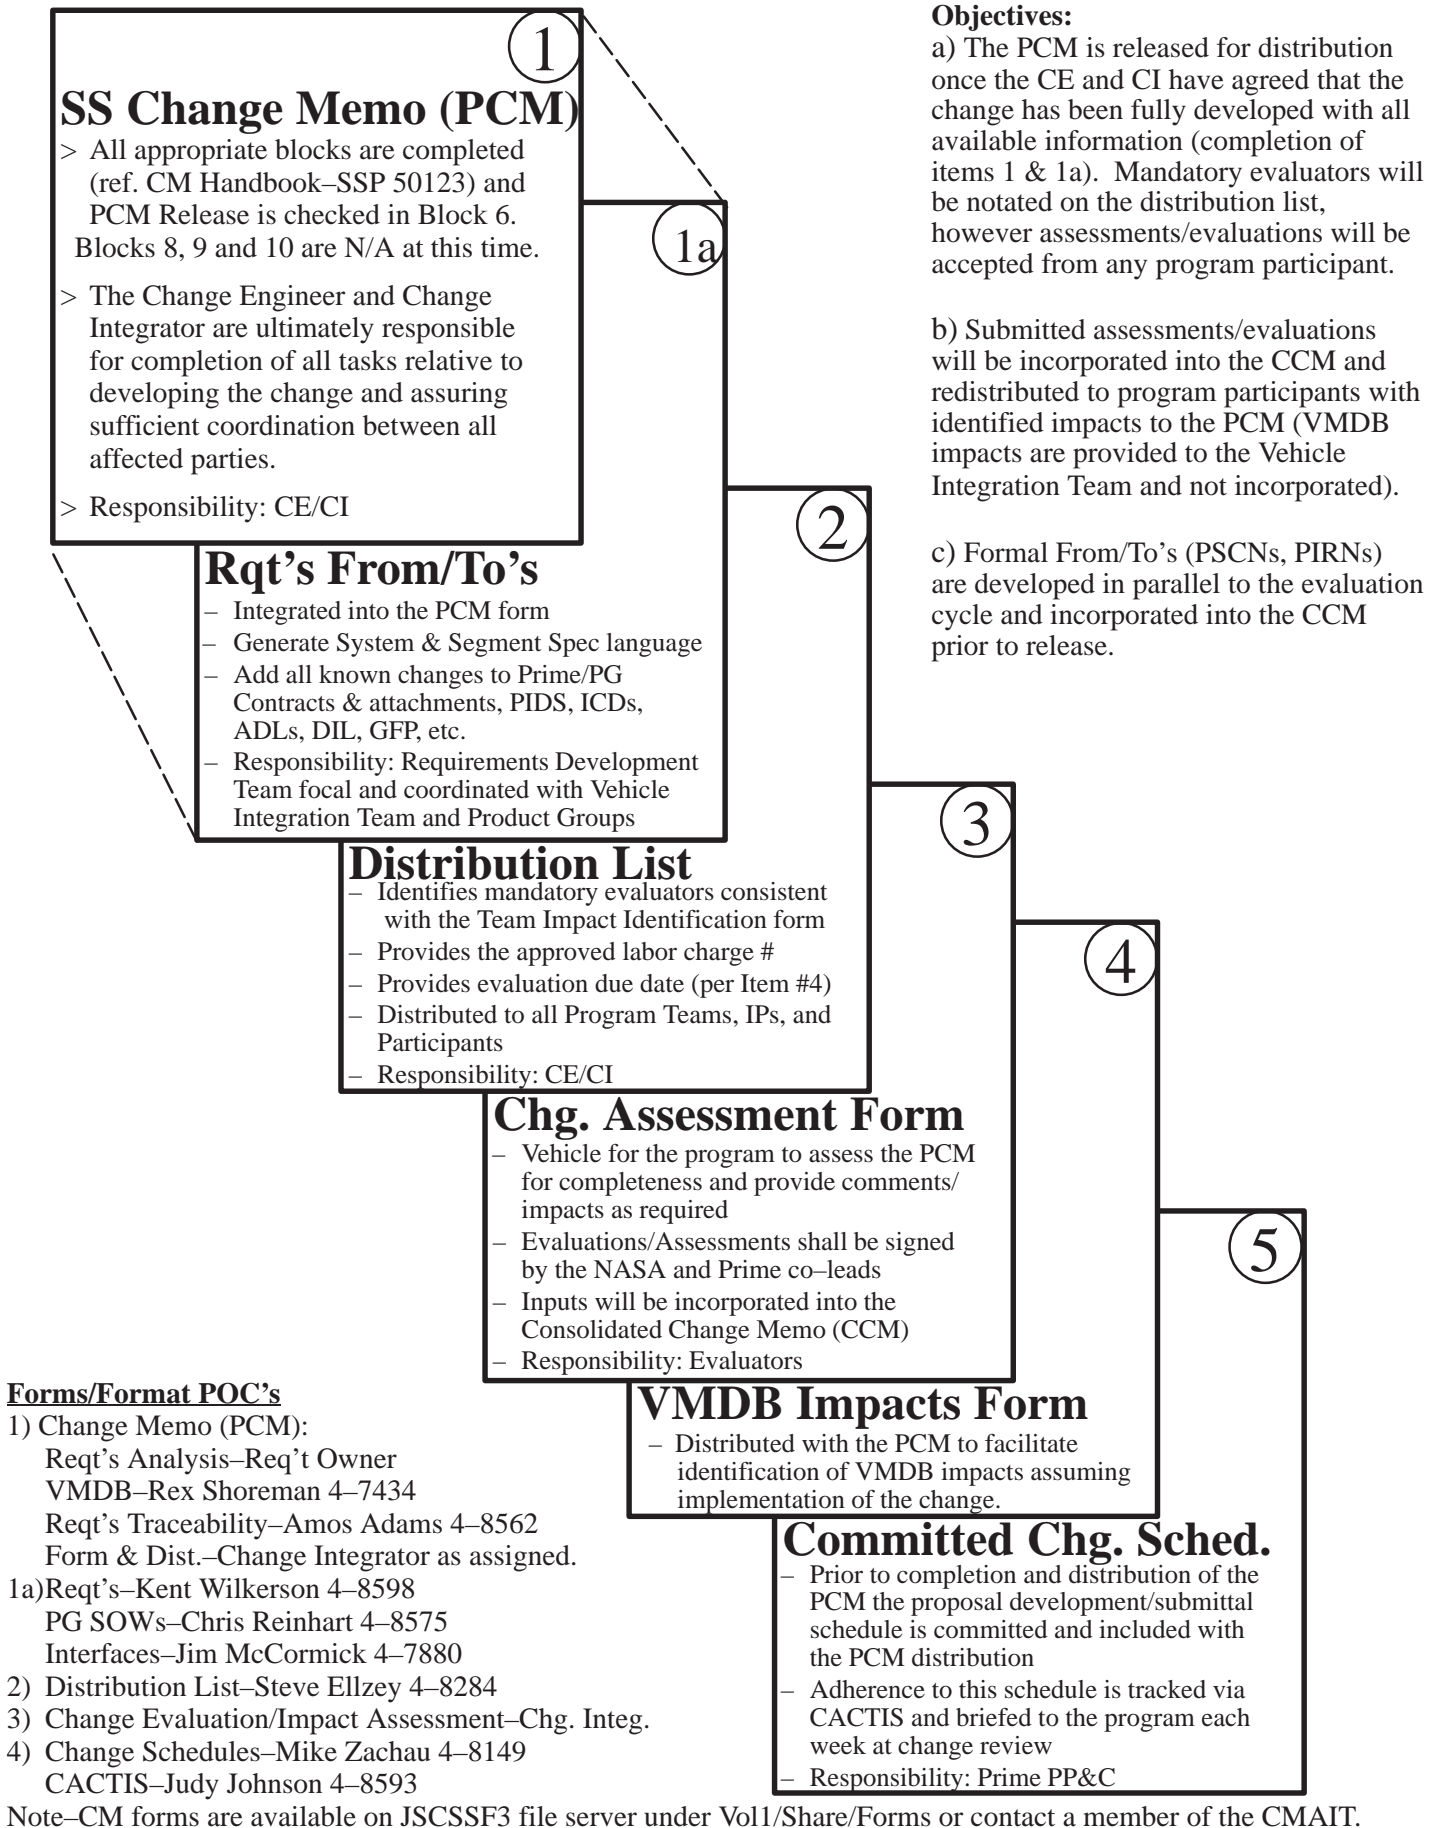 1
SS Change Memo (PCM)
> All appropriate blocks are completed
(ref. CM Handbook–SSP 50123) and
PCM Release is checked in Block 6.
Blocks 8, 9 and 10 are N/A at this time.
> The Change Engineer and Change
Integrator are ultimately responsible
for completion of all tasks relative to
developing the change and assuring
sufficient coordination between all
affected parties.
> Responsibility: CE/CI
1a
Rqt’s From/To’s
– Integrated into the PCM form
– Generate System & Segment Spec language
– Add all known changes to Prime/PG
Contracts & attachments, PIDS, ICDs,
ADLs, DIL, GFP, etc.
– Responsibility: Requirements Development
Team focal and coordinated with Vehicle
Integration Team and Product Groups
2
Distribution List
– Identifies mandatory evaluators consistent
with the Team Impact Identification form
– Provides the approved labor charge #
– Provides evaluation due date (per Item #4)
– Distributed to all Program Teams, IPs, and
Participants
– Responsibility: CE/CI
3
Chg. Assessment Form
– Vehicle for the program to assess the PCM
for completeness and provide comments/
impacts as required
– Evaluations/Assessments shall be signed
by the NASA and Prime co–leads
– Inputs will be incorporated into the
Consolidated Change Memo (CCM)
– Responsibility: Evaluators
4
VMDB Impacts Form
– Distributed with the PCM to facilitate
identification of VMDB impacts assuming
implementation of the change.
5
Committed Chg. Sched.
– Prior to completion and distribution of the
PCM the proposal development/submittal
schedule is committed and included with
the PCM distribution
– Adherence to this schedule is tracked via
CACTIS and briefed to the program each
week at change review
– Responsibility: Prime PP&C
Objectives:
a) The PCM is released for distribution
once the CE and CI have agreed that the
change has been fully developed with all
available information (completion of
items 1 & 1a). Mandatory evaluators will
be notated on the distribution list,
however assessments/evaluations will be
accepted from any program participant.
b) Submitted assessments/evaluations
will be incorporated into the CCM and
redistributed to program participants with
identified impacts to the PCM (VMDB
impacts are provided to the Vehicle
Integration Team and not incorporated).
c) Formal From/To’s (PSCNs, PIRNs)
are developed in parallel to the evaluation
cycle and incorporated into the CCM
prior to release.
Forms/Format POC’s
1) Change Memo (PCM):
Reqt’s Analysis–Req’t Owner
VMDB–Rex Shoreman 4–7434
Reqt’s Traceability–Amos Adams 4–8562
Form & Dist.–Change Integrator as assigned.
1a)Reqt’s–Kent Wilkerson 4–8598
PG SOWs–Chris Reinhart 4–8575
Interfaces–Jim McCormick 4–7880
2) Distribution List–Steve Ellzey 4–8284
3) Change Evaluation/Impact Assessment–Chg. Integ.
4) Change Schedules–Mike Zachau 4–8149
CACTIS–Judy Johnson 4–8593
Note–CM forms are available on JSCSSF3 file server under Vol1/Share/Forms or contact a member of the CMAIT.